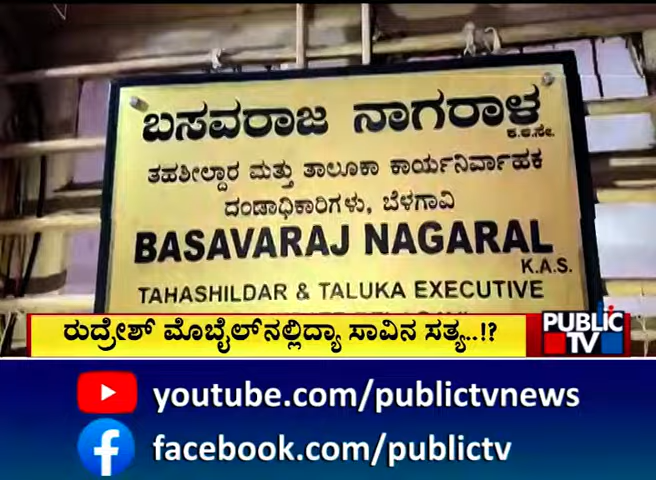 ಬಸವರಾಜ ನಾಗರಾಳ
ಕ.ಆ.ಸೇ.
ತಹಶೀಲ್ದಾರ ಮತ್ತು ತಾಲೂಕಾ ಕಾರ್ಯನಿರ್ವಾಹಕ
ದಂಡಾಧಿಕಾರಿಗಳು, ಬೆಳಗಾವಿ
BASAVARAJ NAGARAL
K.A.S.
TAHASHILDAR & TALUKA EXECUTIVE
ರುದ್ರೇಶ್ ಮೊಬೈಲ್‌ನಲ್ಲಿದ್ಯಾ ಸಾವಿನ ಸತ್ಯ..!?
PUBLIC
TV
youtube.com/publictvnews
facebook.com/publictv